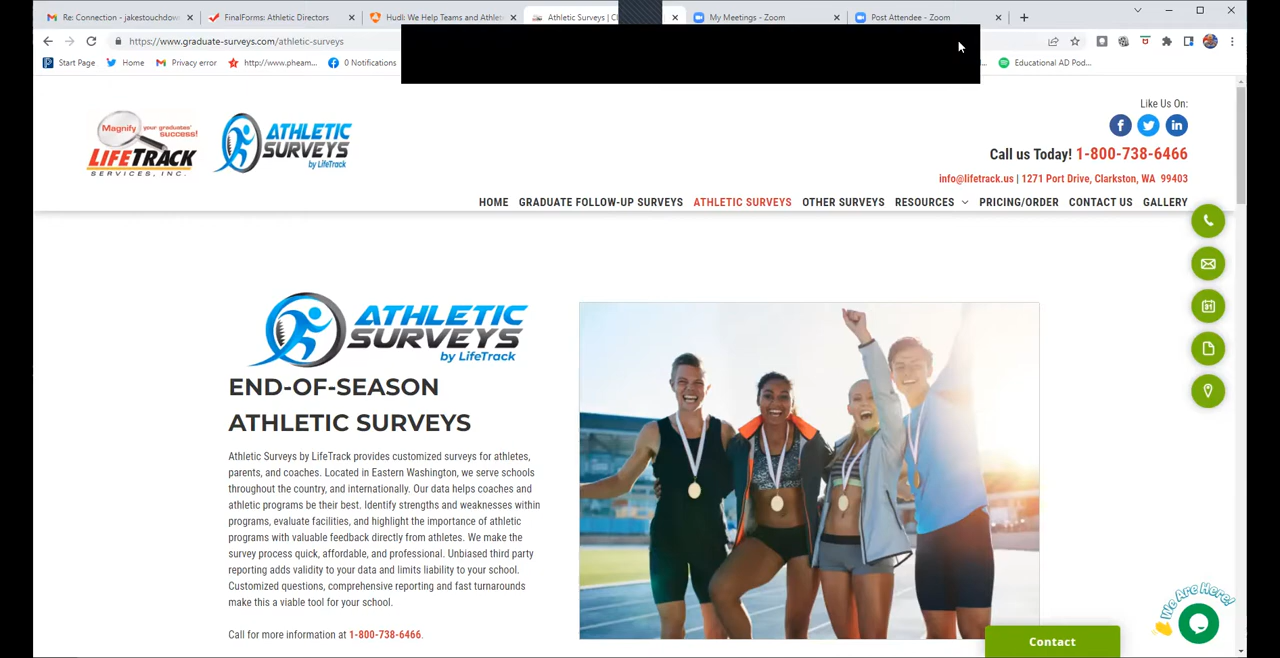 Re: Connection - jakestouchdow
FinalForms: Athletic Directors
Hudl: We Help Teams and Athlet
Athletic Surveys | Cl
My Meetings - Zoom
Post Attendee - Zoom
https://www.graduate-surveys.com/athletic-surveys
Start Page
Home
Privacy error
http://www.pheam...
0 Notifications
Educational AD Pod...
Magnify your graduates' success!
LIFETRACK
SERVICES, INC.
ATHLETIC
SURVEYS
by LifeTrack
Like Us On:
Call us Today! 1-800-738-6466
info@lifetrack.us | 1271 Port Drive, Clarkston, WA 99403
HOME GRADUATE FOLLOW-UP SURVEYS ATHLETIC SURVEYS OTHER SURVEYS RESOURCES PRICING/ORDER CONTACT US GALLERY
ATHLETIC
SURVEYS
by LifeTrack
END-OF-SEASON
ATHLETIC SURVEYS
Athletic Surveys by LifeTrack provides customized surveys for athletes,
parents, and coaches. Located in Eastern Washington, we serve schools
throughout the country, and internationally. Our data helps coaches and
athletic programs be their best. Identify strengths and weaknesses within
programs, evaluate facilities, and highlight the importance of athletic
programs with valuable feedback directly from athletes. We make the
survey process quick, affordable, and professional. Unbiased third party
reporting adds validity to your data and limits liability to your school.
Customized questions, comprehensive reporting and fast turnarounds
make this a viable tool for your school.
Call for more information at 1-800-738-6466.
31
We Are Here!
Contact